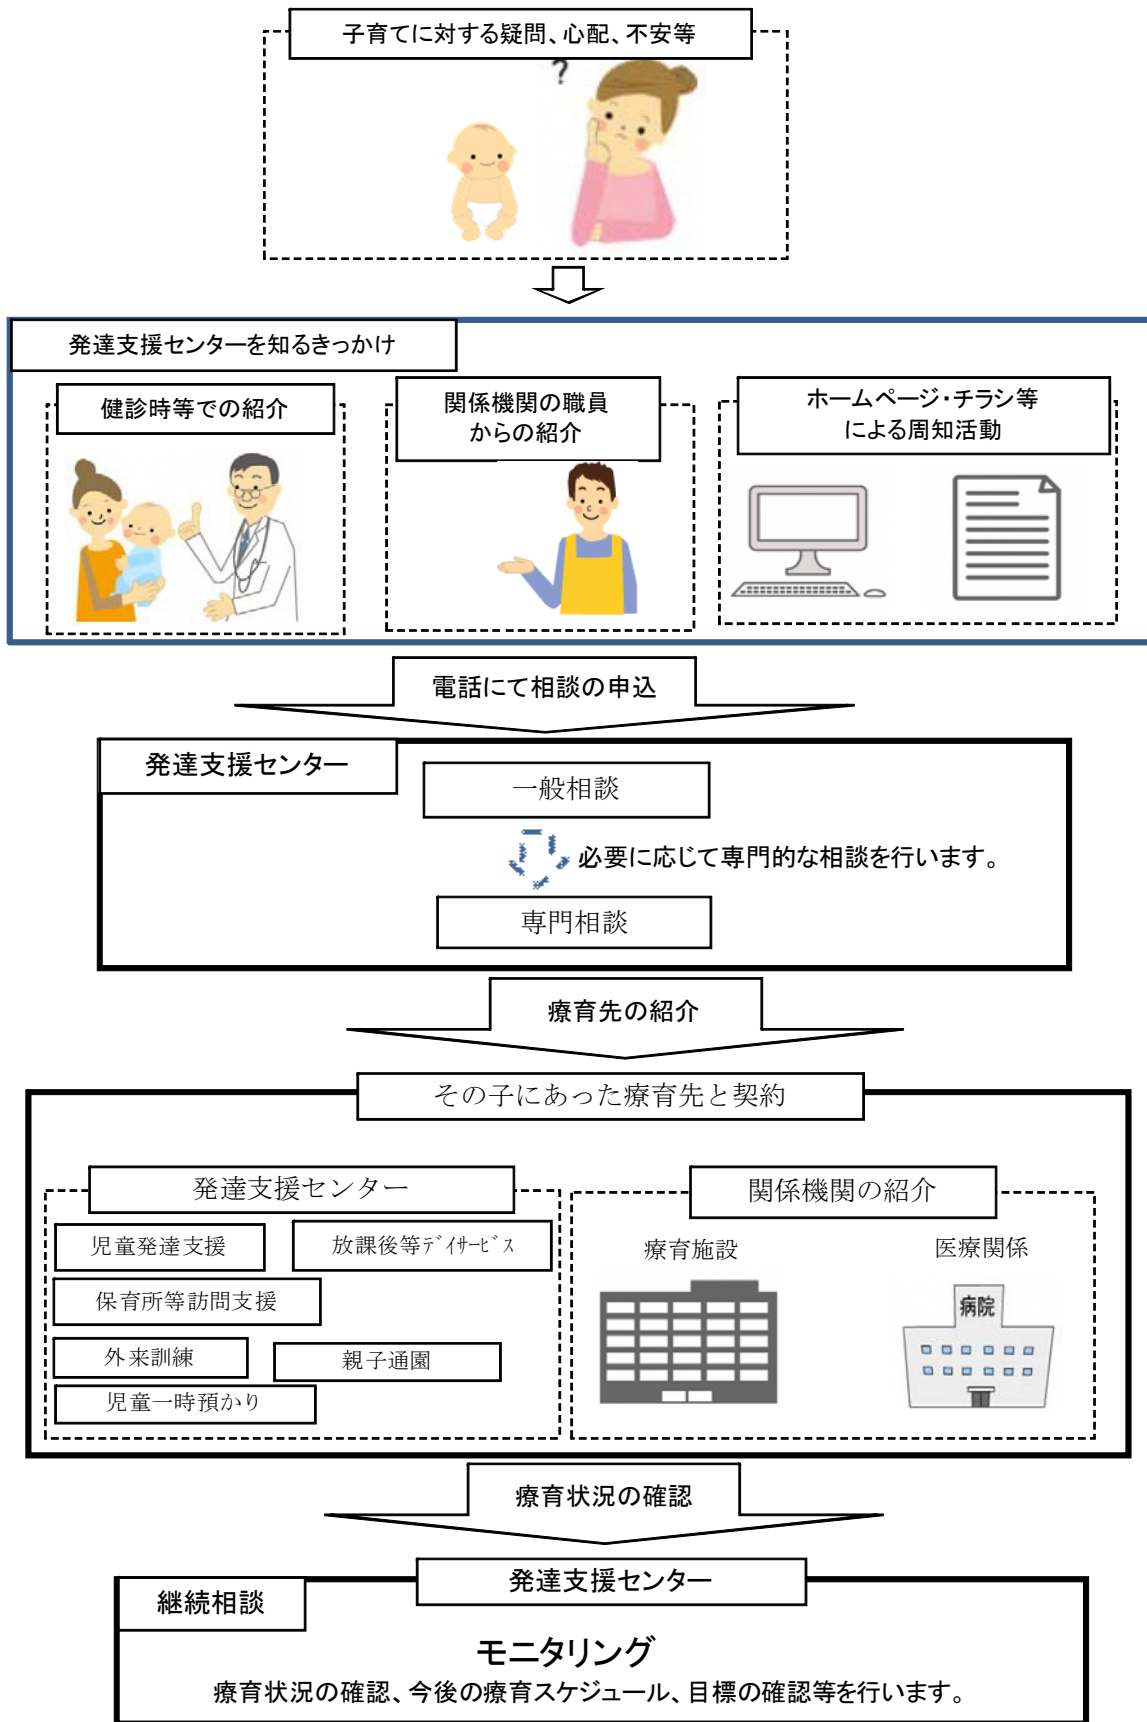 子育てに対する疑問、心配、不安等
?
発達支援センターを知るきっかけ
健診時等での紹介
関係機関の職員
からの紹介
ホームページ・チラシ等
による周知活動
電話にて相談の申込
発達支援センター
一般相談
必要に応じて専門的な相談を行います。
専門相談
療育先の紹介
その子にあった療育先と契約
発達支援センター
児童発達支援
放課後等ﾃﾞｲｻｰﾋﾞｽ
保育所等訪問支援
外来訓練
親子通園
児童一時預かり
関係機関の紹介
療育施設
医療関係
病院
療育状況の確認
発達支援センター
継続相談
モニタリング
療育状況の確認、今後の療育スケジュール、目標の確認等を行います。